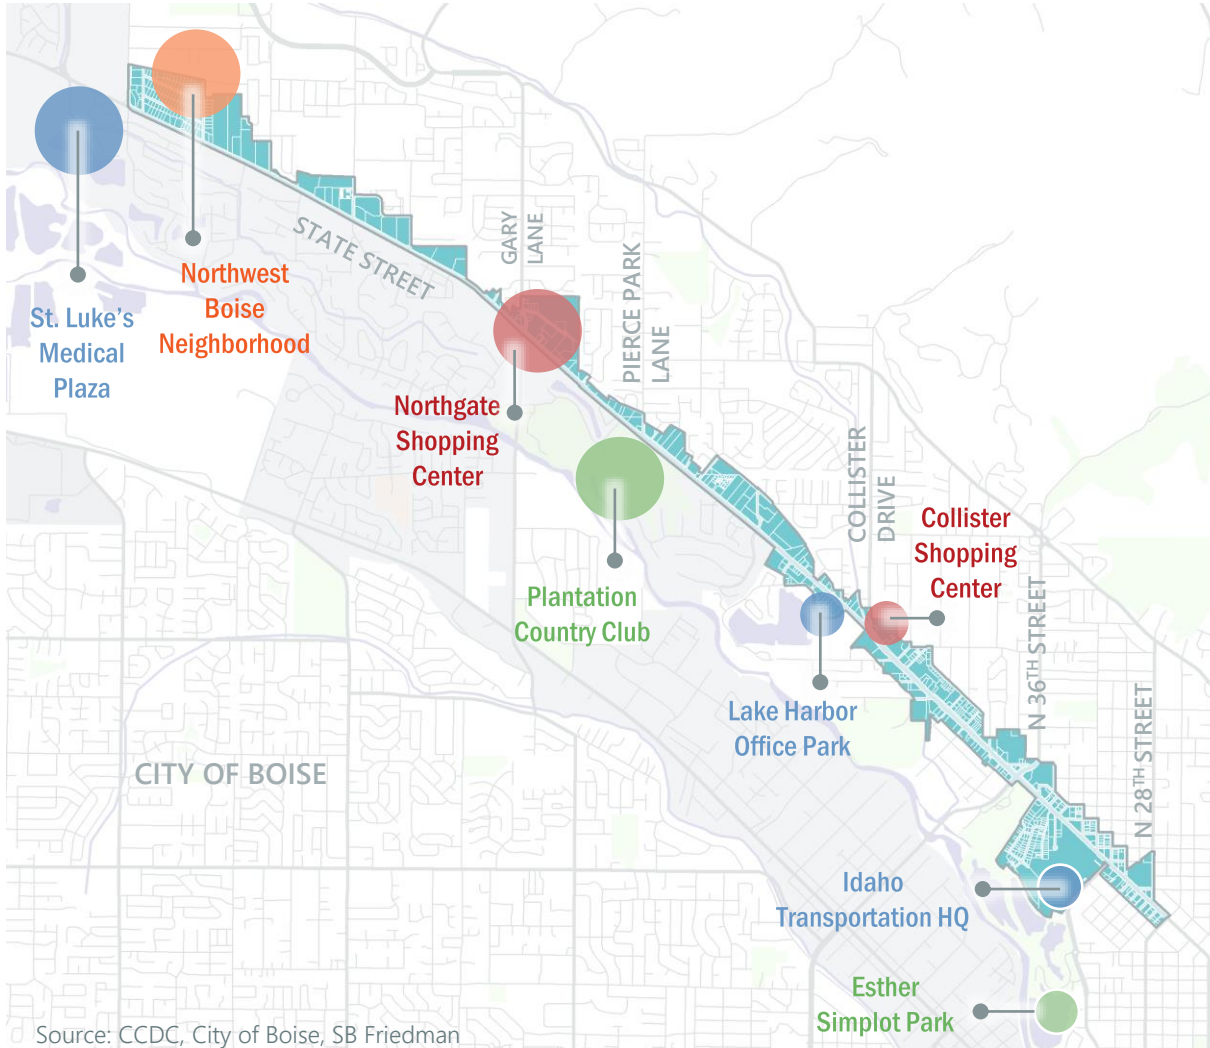 STATE STREET
GARY
LANE
PIERCE PARK
LANE
Northwest
Boise
Neighborhood
St. Luke's
Medical
Plaza
Northgate
Shopping
Center
COLLISTER
DRIVE
Collister
Shopping
Center
Plantation
Country Club
N 36TH STREET
N 28TH STREET
Lake Harbor
Office Park
CITY OF BOISE
Idaho
Transportation HQ
Esther
Simplot Park
Source: CCDC, City of Boise, SB Friedman